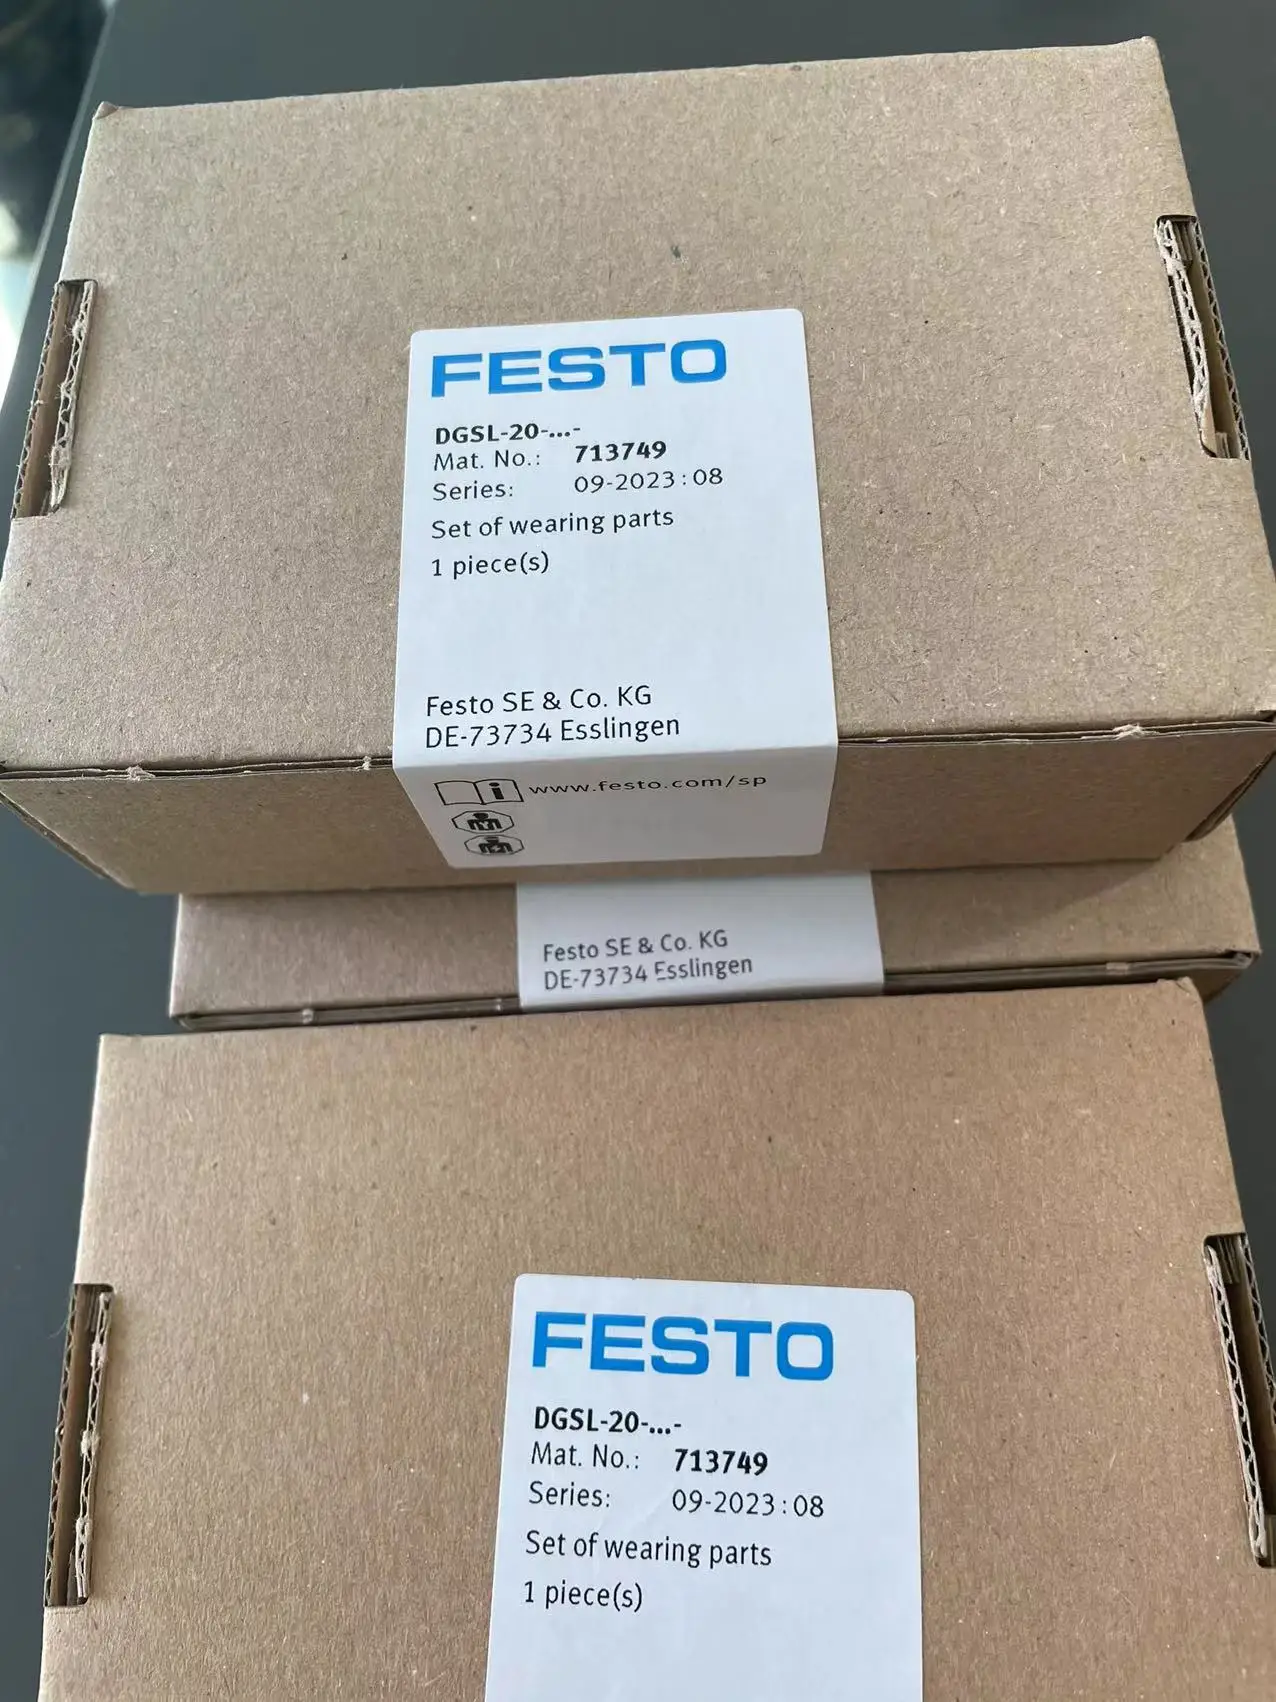 FESTO
DGSL-20-...-
Mat. No.: 713749
Series: 09-2023:08
Set of wearing parts
1 piece(s)
Festo SE & Co. KG
DE-73734 Esslingen
i www.festo.com/sp
Festo SE & Co. KG
DE-73734 Esslingen
FESTO
DGSL-20-...-
Mat. No.: 713749
Series: 09-2023:08
Set of wearing parts
1 piece(s)